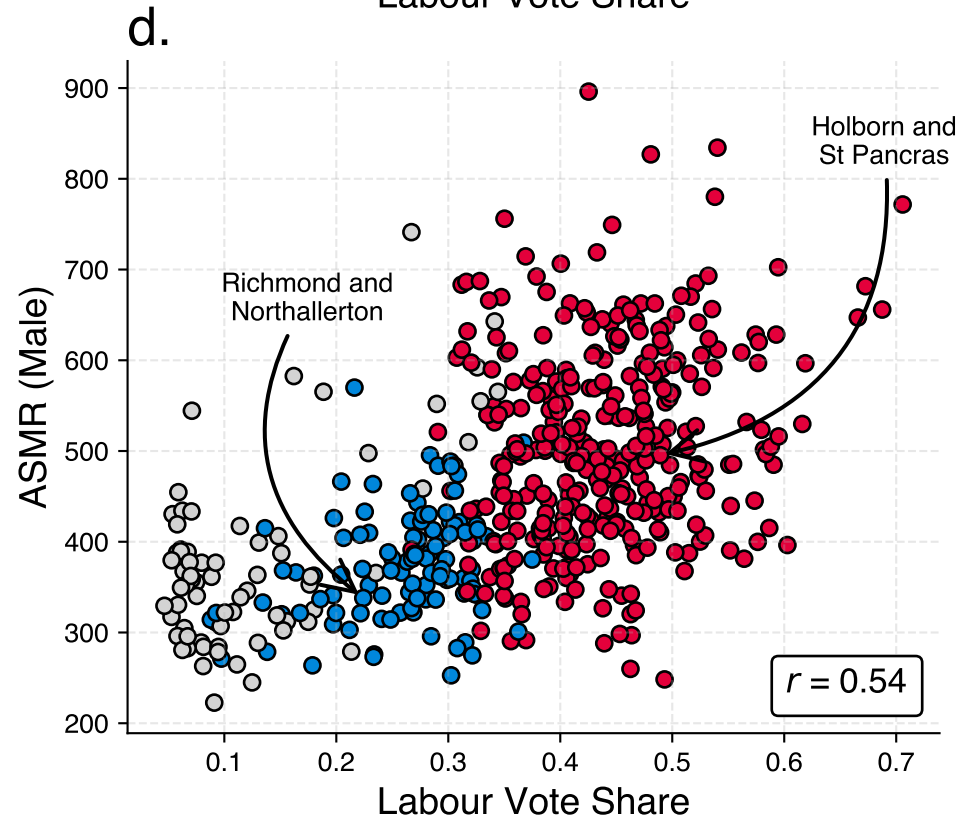 Labour Vote Share
d.
900
800
700
600
500
400
300
200
ASMR (Male)
Holborn and
St Pancras
Richmond and
Northallerton
r = 0.54
0.1 0.2 0.3 0.4 0.5 0.6 0.7
Labour Vote Share